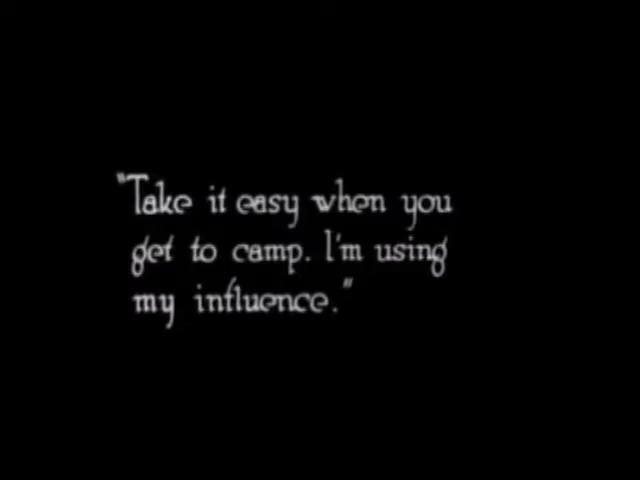 "Take it easy when you
get to camp. I'm using
my influence."